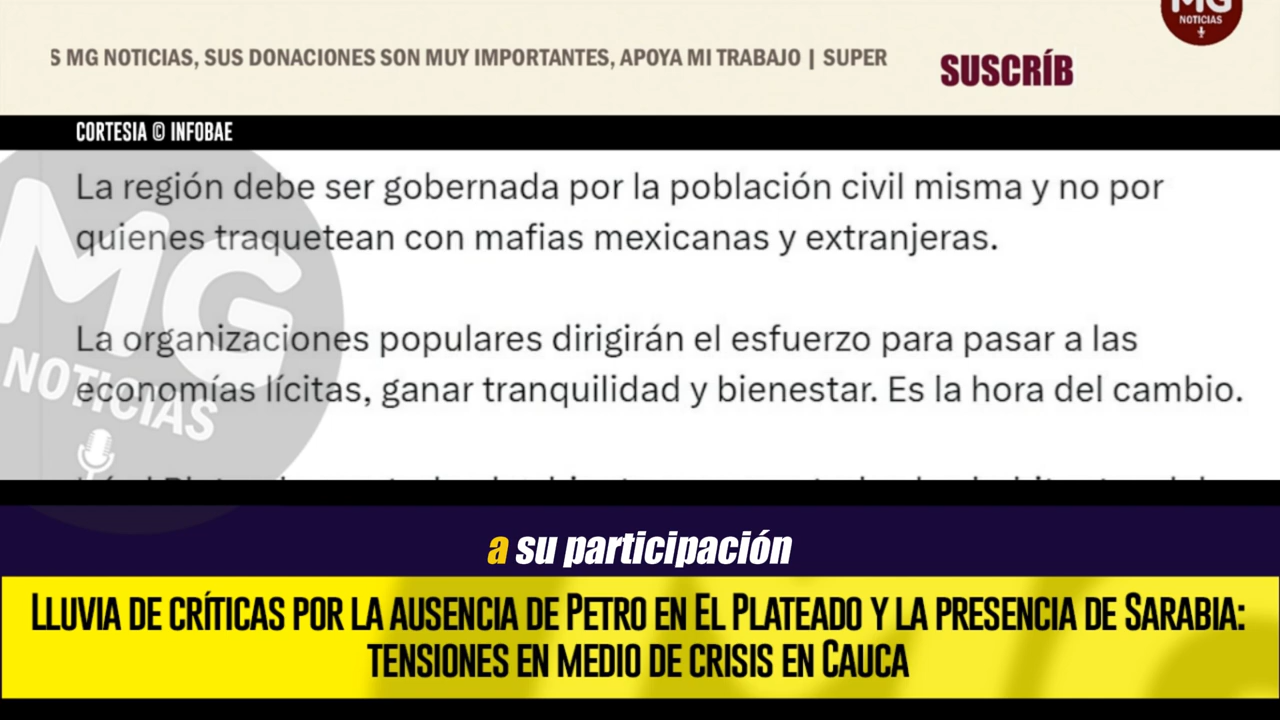 MG
NOTICIAS
S MG NOTICIAS, SUS DONACIONES SON MUY IMPORTANTES, APOYA MI TRABAJO | SUPER
SUSCRÍB
CORTESIA © INFOBAE
La región debe ser gobernada por la población civil misma y no por
quienes traquetean con mafias mexicanas y extranjeras.
La organizaciones populares dirigirán el esfuerzo para pasar a las
economías lícitas, ganar tranquilidad y bienestar. Es la hora del cambio.
MG
NOTICIAS
a su participación
LLUVIA DE CRÍTICAS POR LA AUSENCIA DE PETRO EN EL PLATEADO Y LA PRESENCIA DE SARABIA:
TENSIONES EN MEDIO DE CRISIS EN CAUCA